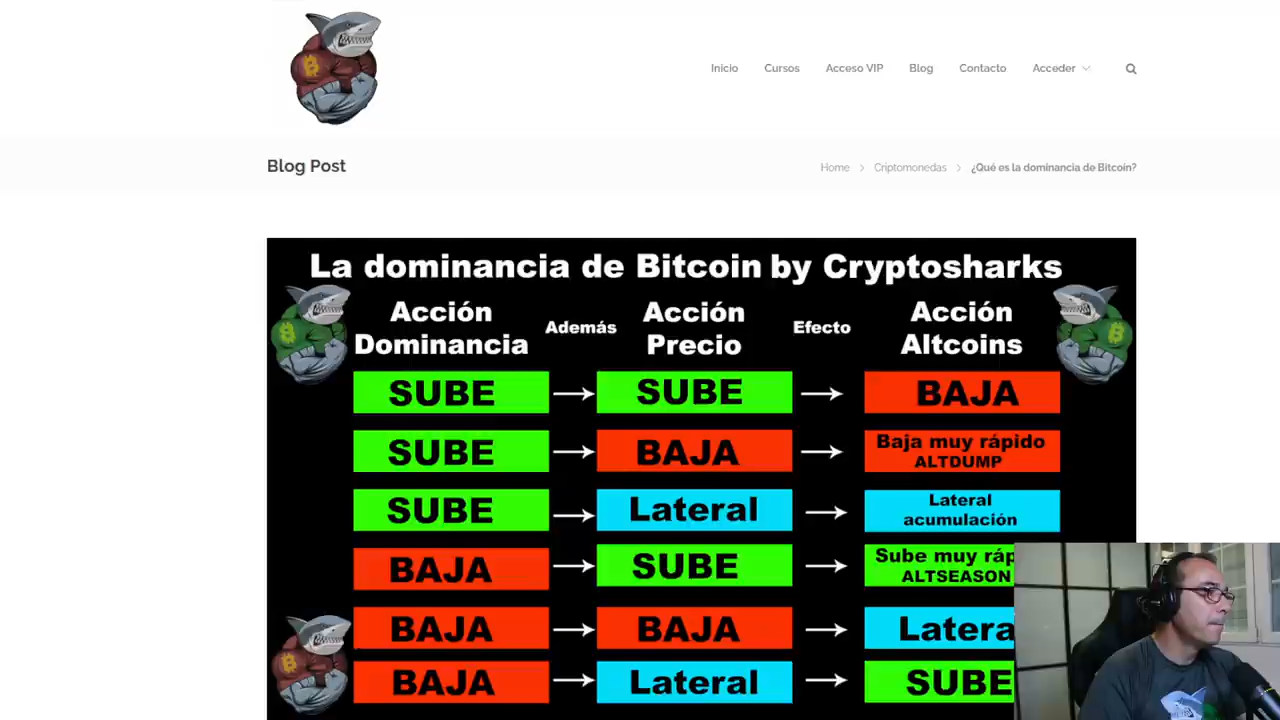 Inicio Cursos Acceso VIP Blog Contacto Acceder
Blog Post
Home > Criptomonedas > ¿Qué es la dominancia de Bitcoin?
La dominancia de Bitcoin by Cryptosharks
Acción Dominancia Además Acción Precio Efecto Acción Altcoins
SUBE SUBE BAJA
SUBE BAJA Baja muy rápido ALTDUMP
SUBE Lateral Lateral acumulación
BAJA SUBE Sube muy ALTSEASON
BAJA BAJA
BAJA Lateral SUBE